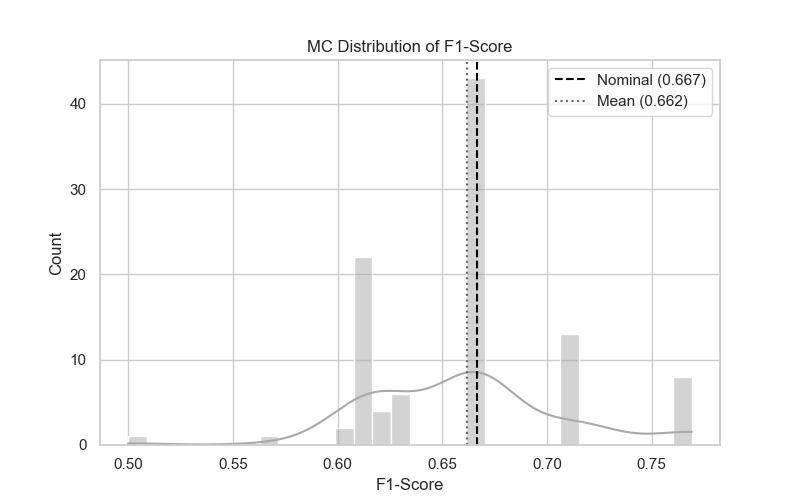 MC Distribution of F1-Score
Nominal (0.667)
Mean (0.662)
Count
40
30
20
10
0
0.50 0.55 0.60 0.65 0.70 0.75
F1-Score